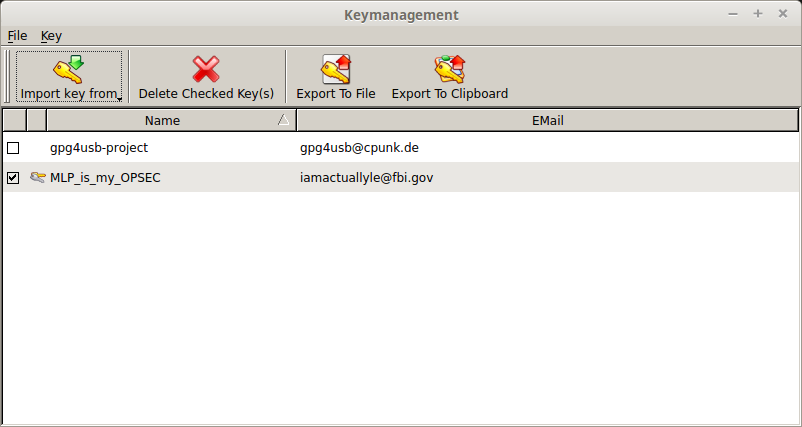 Keymanagement
File Key
Import key from
Delete Checked Key(s)
Export To File
Export To Clipboard
Name
EMail
gpg4usb-project
gpg4usb@cpunk.de
MLP_is_my_OPSEC
iamactuallyle@fbi.gov